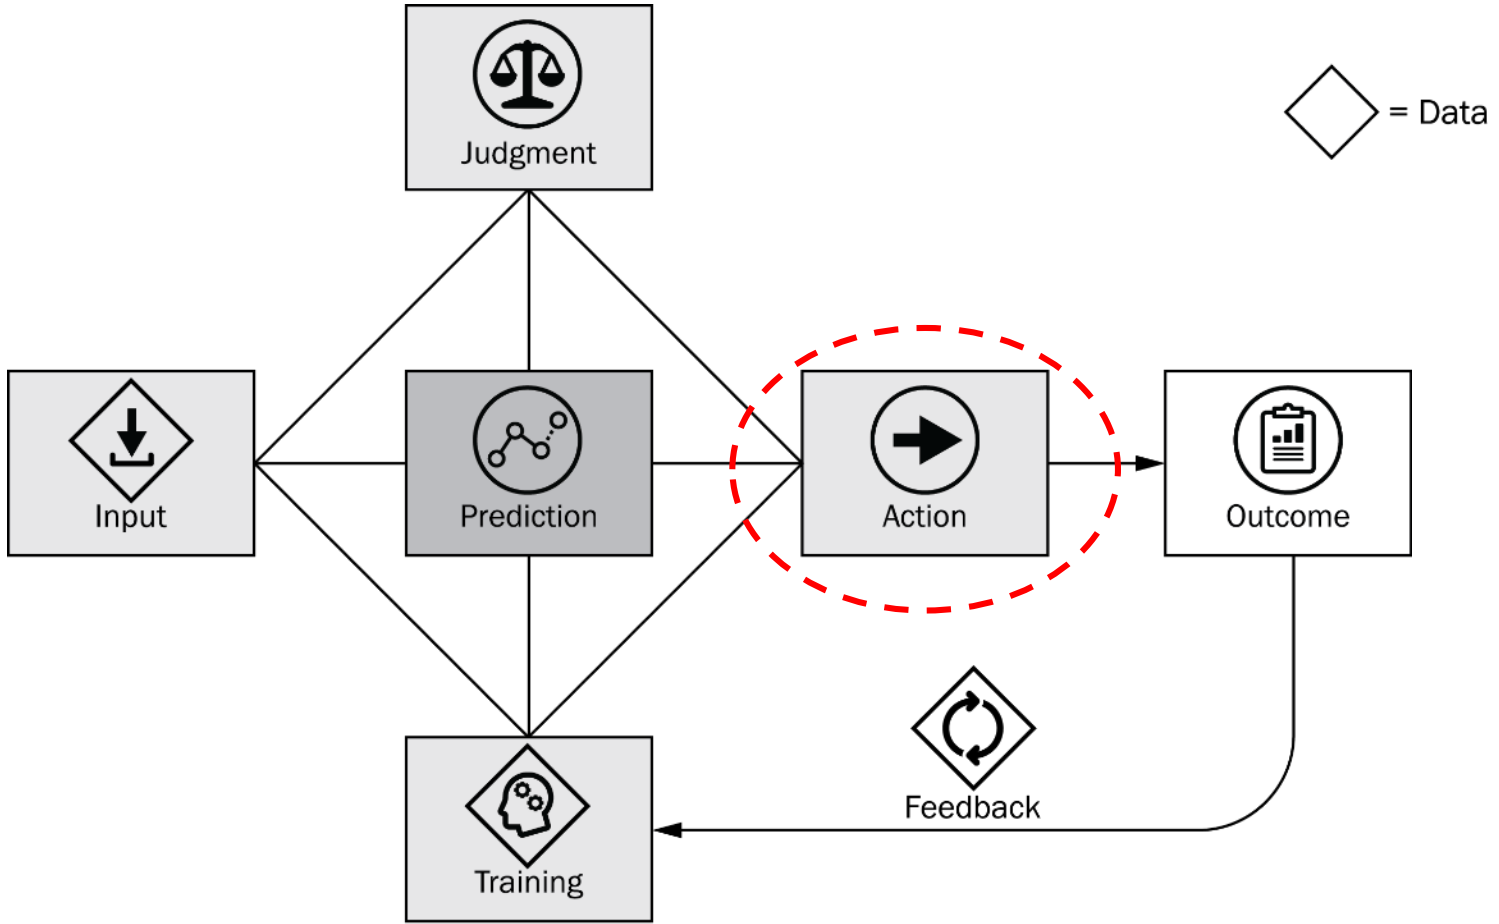 Judgment
= Data
Input
Prediction
Action
Outcome
Feedback
Training